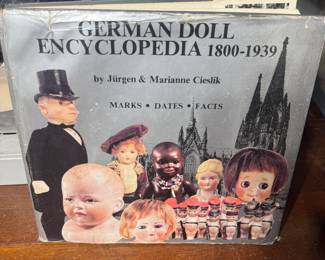 GERMAN DOLL
ENCYCLOPEDIA 1800-1939
by Jürgen & Marianne Cieslik
MARKS • DATES • FACTS